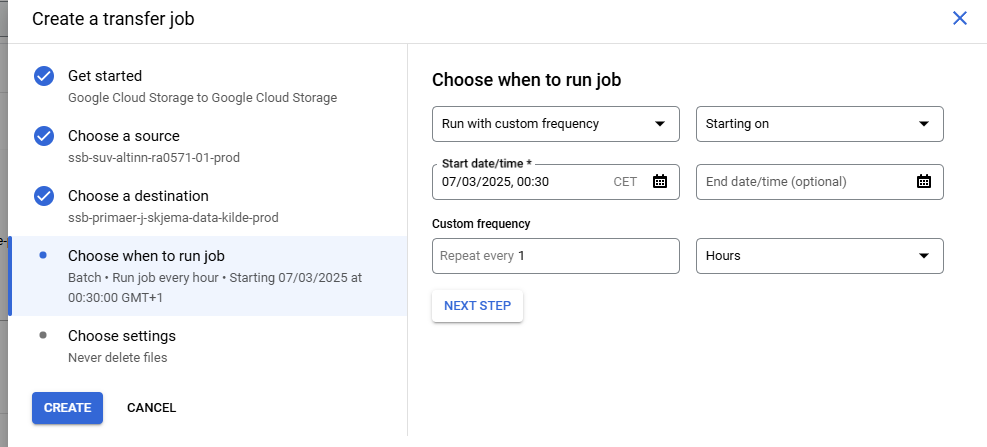 Create a transfer job
Get started
Google Cloud Storage to Google Cloud Storage
Choose a source
ssb-suv-altinn-ra0571-01-prod
Choose a destination
ssb-primaer-j-skjema-data-kilde-prod
Choose when to run job
Batch • Run job every hour • Starting 07/03/2025 at
00:30:00 GMT+1
Choose settings
Never delete files
CREATE CANCEL
Choose when to run job
Run with custom frequency Starting on
Start date/time *
07/03/2025, 00:30 CET End date/time (optional)
Custom frequency
Repeat every 1 Hours
NEXT STEP